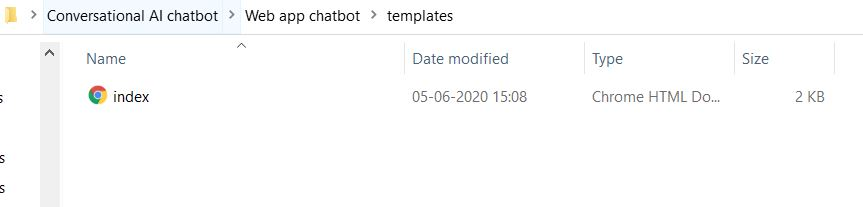 Conversational AI chatbot > Web app chatbot > templates
Name Date modified Type Size
index 05-06-2020 15:08 Chrome HTML Do... 2 KB
s
s
s